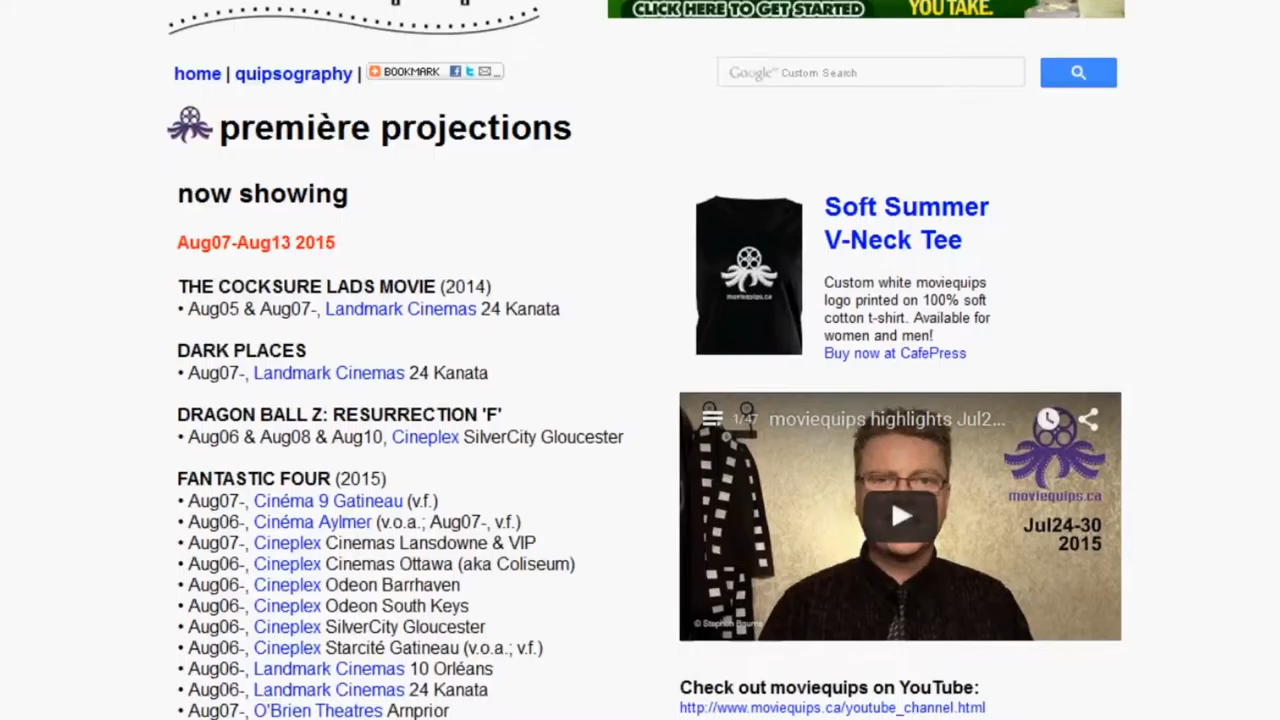 CLICK HERE TO GET STARTED
YOU TAKE.
home | quipsography |
BOOKMARK
Google™ Custom Search
première projections
now showing
Aug07-Aug13 2015
THE COCKSURE LADS MOVIE (2014)
• Aug05 & Aug07-, Landmark Cinemas 24 Kanata
DARK PLACES
• Aug07-, Landmark Cinemas 24 Kanata
DRAGON BALL Z: RESURRECTION 'F'
• Aug06 & Aug08 & Aug10, Cineplex SilverCity Gloucester
FANTASTIC FOUR (2015)
• Aug07-, Cinéma 9 Gatineau (v.f.)
• Aug06-, Cinéma Aylmer (v.o.a.; Aug07-, v.f.)
• Aug07-, Cineplex Cinemas Lansdowne & VIP
• Aug06-, Cineplex Cinemas Ottawa (aka Coliseum)
• Aug06-, Cineplex Odeon Barrhaven
• Aug06-, Cineplex Odeon South Keys
• Aug06-, Cineplex SilverCity Gloucester
• Aug06-, Cineplex Starcité Gatineau (v.o.a.; v.f.)
• Aug06-, Landmark Cinemas 10 Orléans
• Aug06-, Landmark Cinemas 24 Kanata
• Aug07-, O'Brien Theatres Arnprior
moviequips.ca
Soft Summer
V-Neck Tee
Custom white moviequips
logo printed on 100% soft
cotton t-shirt. Available for
women and men!
Buy now at CafePress
1/47 moviequips highlights Jul2...
moviequips.ca
Jul24-30
2015
© Stephen Bourne
Check out moviequips on YouTube:
http://www.moviequips.ca/youtube_channel.html